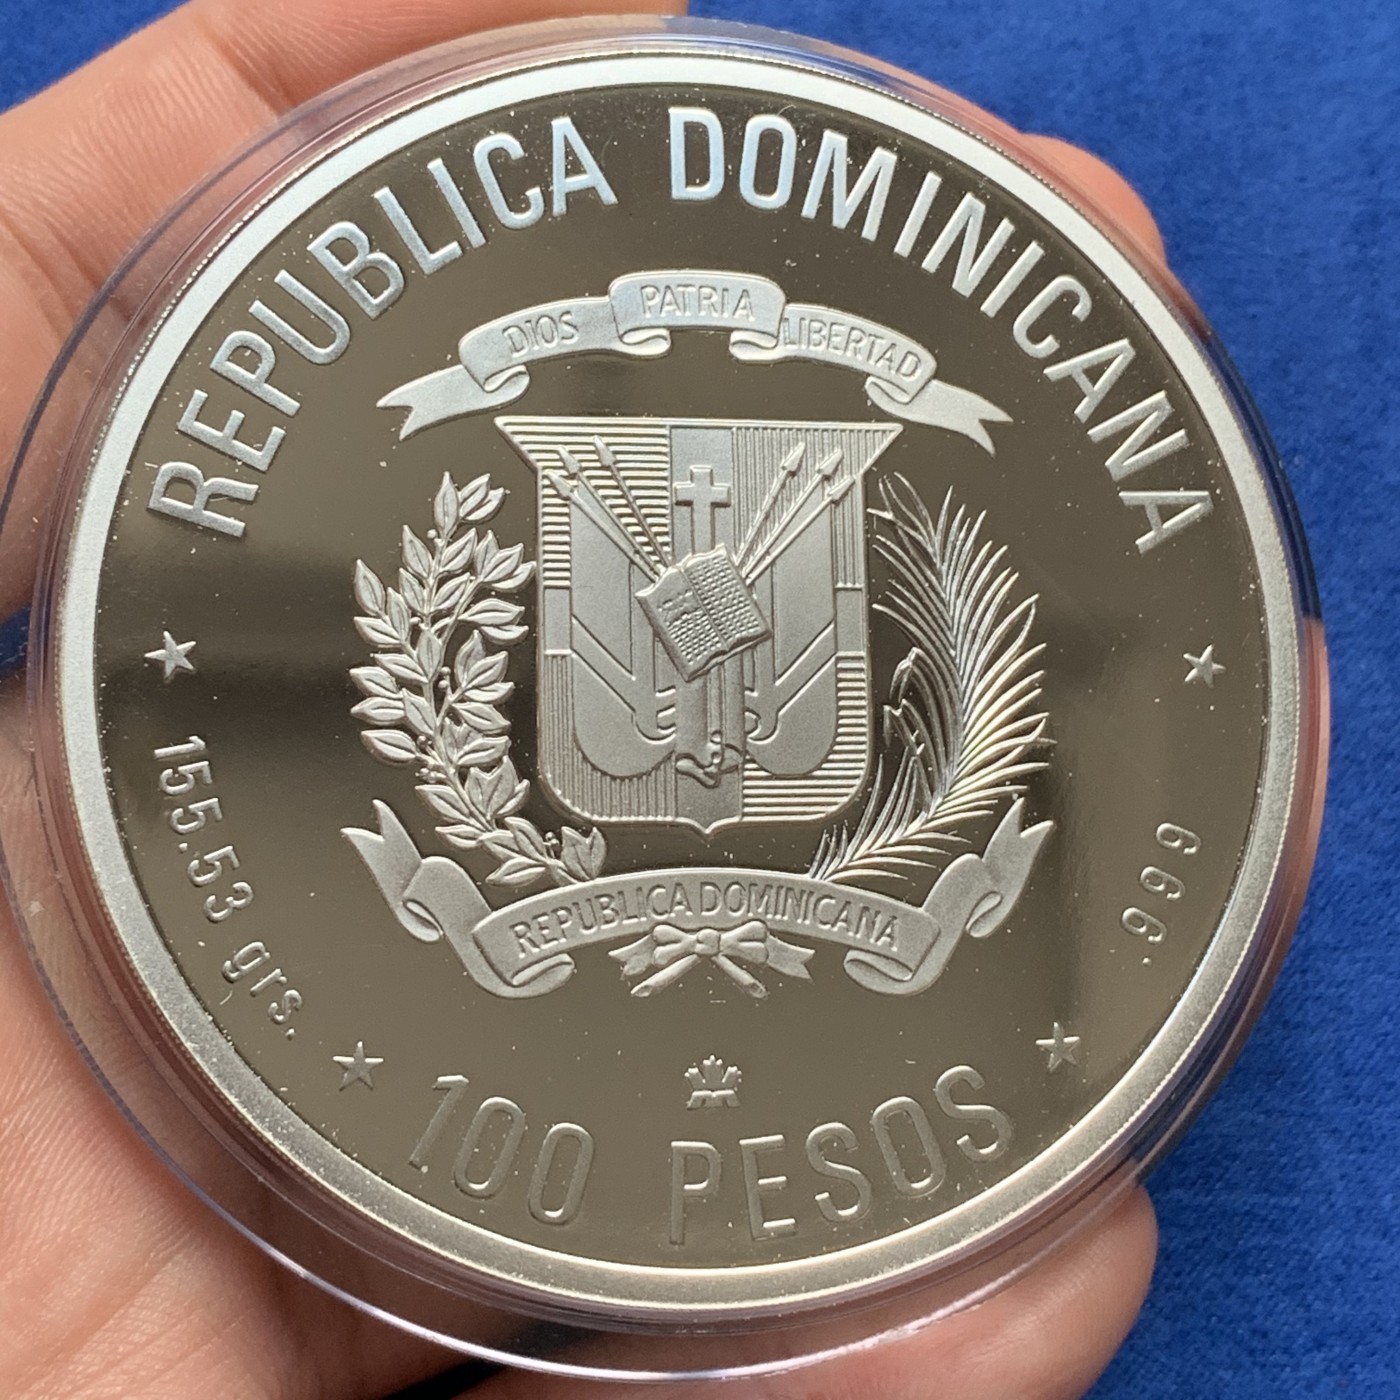 REPUBLICA DOMINICANA
DIOS PATRIA LIBERTAD
REPUBLICA DOMINICANA
155.53 grs.
.999
100 PESOS